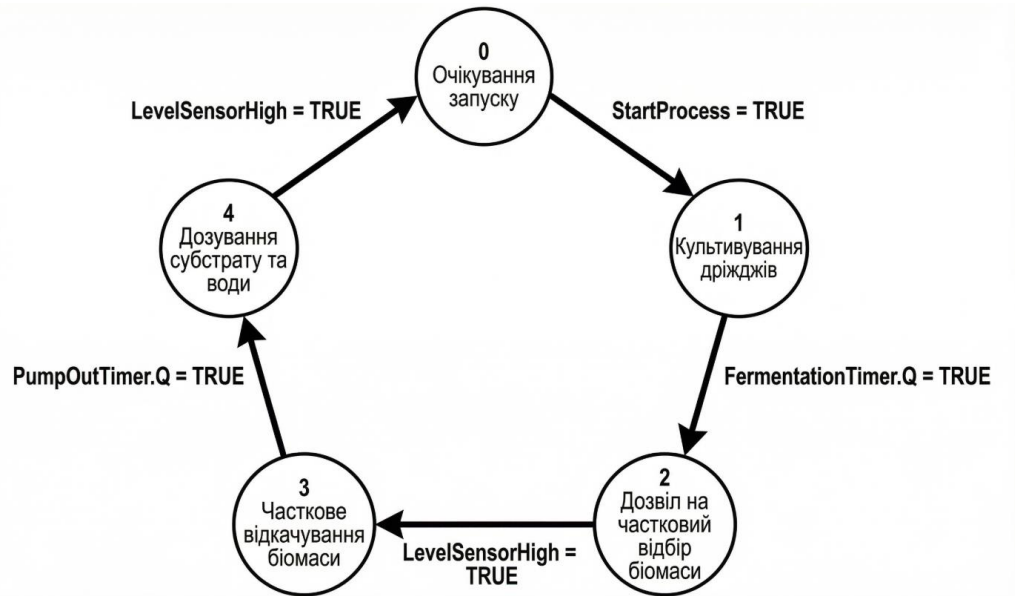 0
Очікування
запуску
LevelSensorHigh = TRUE
StartProcess = TRUE
4
Дозування
субстрату та
води
1
Культивування
дріжджів
PumpOutTimer.Q = TRUE
FermentationTimer.Q = TRUE
3
Часткове
відкачування
біомаси
2
Дозвіл на
частковий
відбір
біомаси
LevelSensorHigh =
TRUE